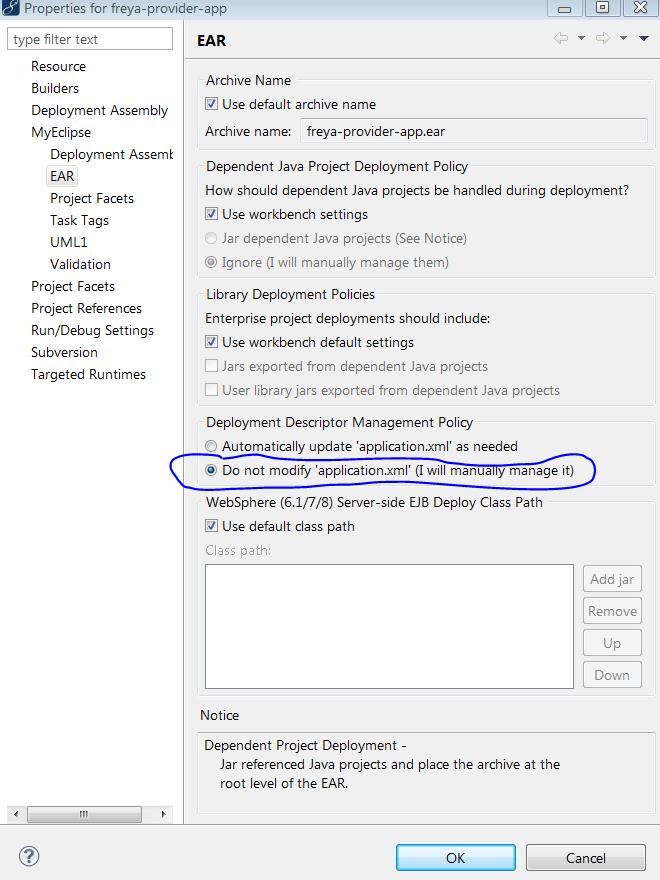 Properties for freya-provider-app
type filter text
Resource
Builders
Deployment Assembly
MyEclipse
Deployment Asseml
EAR
Project Facets
Task Tags
UML1
Validation
Project Facets
Project References
Run/Debug Settings
Subversion
Targeted Runtimes
EAR
Archive Name
Use default archive name
Archive name: freya-provider-app.ear
Dependent Java Project Deployment Policy
How should dependent Java projects be handled during deployment?
Use workbench settings
Jar dependent Java projects (See Notice)
Ignore (I will manually manage them)
Library Deployment Policies
Enterprise project deployments should include:
Use workbench default settings
Jars exported from dependent Java projects
User library jars exported from dependent Java projects
Deployment Descriptor Management Policy
Automatically update 'application.xml' as needed
Do not modify 'application.xml' (I will manually manage it)
WebSphere (6.1/7/8) Server-side EJB Deploy Class Path
Use default class path
Class path:
Add jar
Remove
Up
Down
Notice
Dependent Project Deployment -
Jar referenced Java projects and place the archive at the
root level of the EAR.
?
OK
Cancel